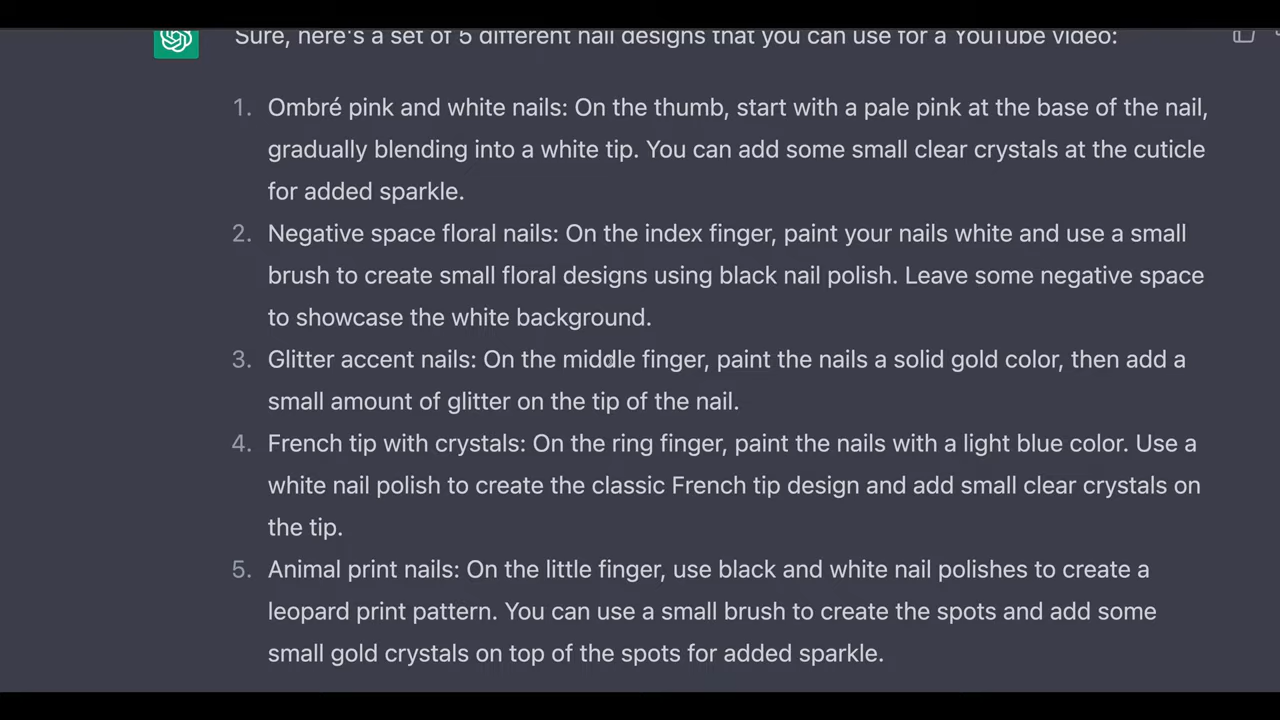 Sure, here's a set of 5 different nail designs that you can use for a YouTube video:
1. Ombré pink and white nails: On the thumb, start with a pale pink at the base of the nail,
gradually blending into a white tip. You can add some small clear crystals at the cuticle
for added sparkle.
2. Negative space floral nails: On the index finger, paint your nails white and use a small
brush to create small floral designs using black nail polish. Leave some negative space
to showcase the white background.
3. Glitter accent nails: On the middle finger, paint the nails a solid gold color, then add a
small amount of glitter on the tip of the nail.
4. French tip with crystals: On the ring finger, paint the nails with a light blue color. Use a
white nail polish to create the classic French tip design and add small clear crystals on
the tip.
5. Animal print nails: On the little finger, use black and white nail polishes to create a
leopard print pattern. You can use a small brush to create the spots and add some
small gold crystals on top of the spots for added sparkle.